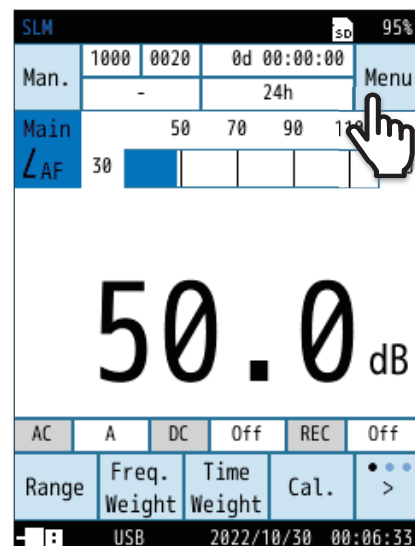 SLM SD 95%
Man. 1000 0020 0d 00:00:00 Menu
- 24h
Main 50 70 90
LAF 30
50.0 dB
AC A DC Off REC Off
Range Freq. Weight Time Weight Cal. >
USB 2022/10/30 00:06:33